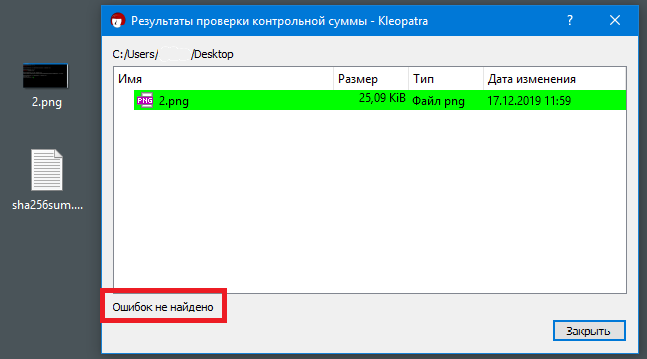 Результаты проверки контрольной суммы - Kleopatra
?
C:/Users/ /Desktop
Имя Размер Тип Дата изменения
PNG 2.png 25,09 KiB Файл png 17.12.2019 11:59
2.png
sha256sum....
Ошибок не найдено
Закрыть